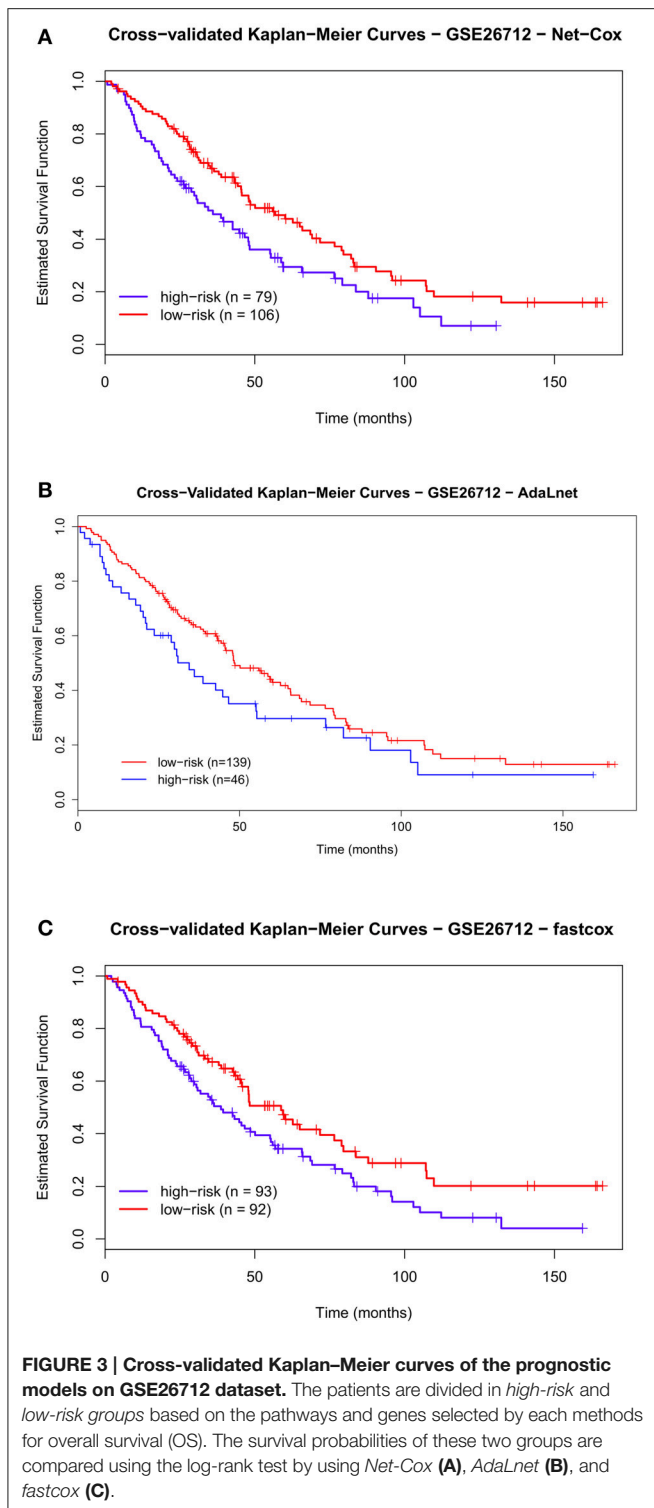 A
Cross-validated Kaplan−Meier Curves − GSE26712 − Net-Cox
Estimated Survival Function
1.0
0.8
0.6
0.4
0.2
0.0
high−risk (n = 79)
low−risk (n = 106)
0 50 100 150
Time (months)
B
Cross−Validated Kaplan−Meier Curves − GSE26712 − AdaLnet
Estimated Survival Function
1.0
0.8
0.6
0.4
0.2
0.0
low−risk (n=139)
high−risk (n=46)
0 50 100 150
Time (months)
C
Cross−validated Kaplan−Meier Curves − GSE26712 − fastcox
Estimated Survival Function
1.0
0.8
0.6
0.4
0.2
0.0
high−risk (n = 93)
low−risk (n = 92)
0 50 100 150
Time (months)
FIGURE 3 | Cross-validated Kaplan–Meier curves of the prognostic
models on GSE26712 dataset. The patients are divided in high-risk and
low-risk groups based on the pathways and genes selected by each methods
for overall survival (OS). The survival probabilities of these two groups are
compared using the log-rank test by using Net-Cox (A), AdaLnet (B), and
fastcox (C).